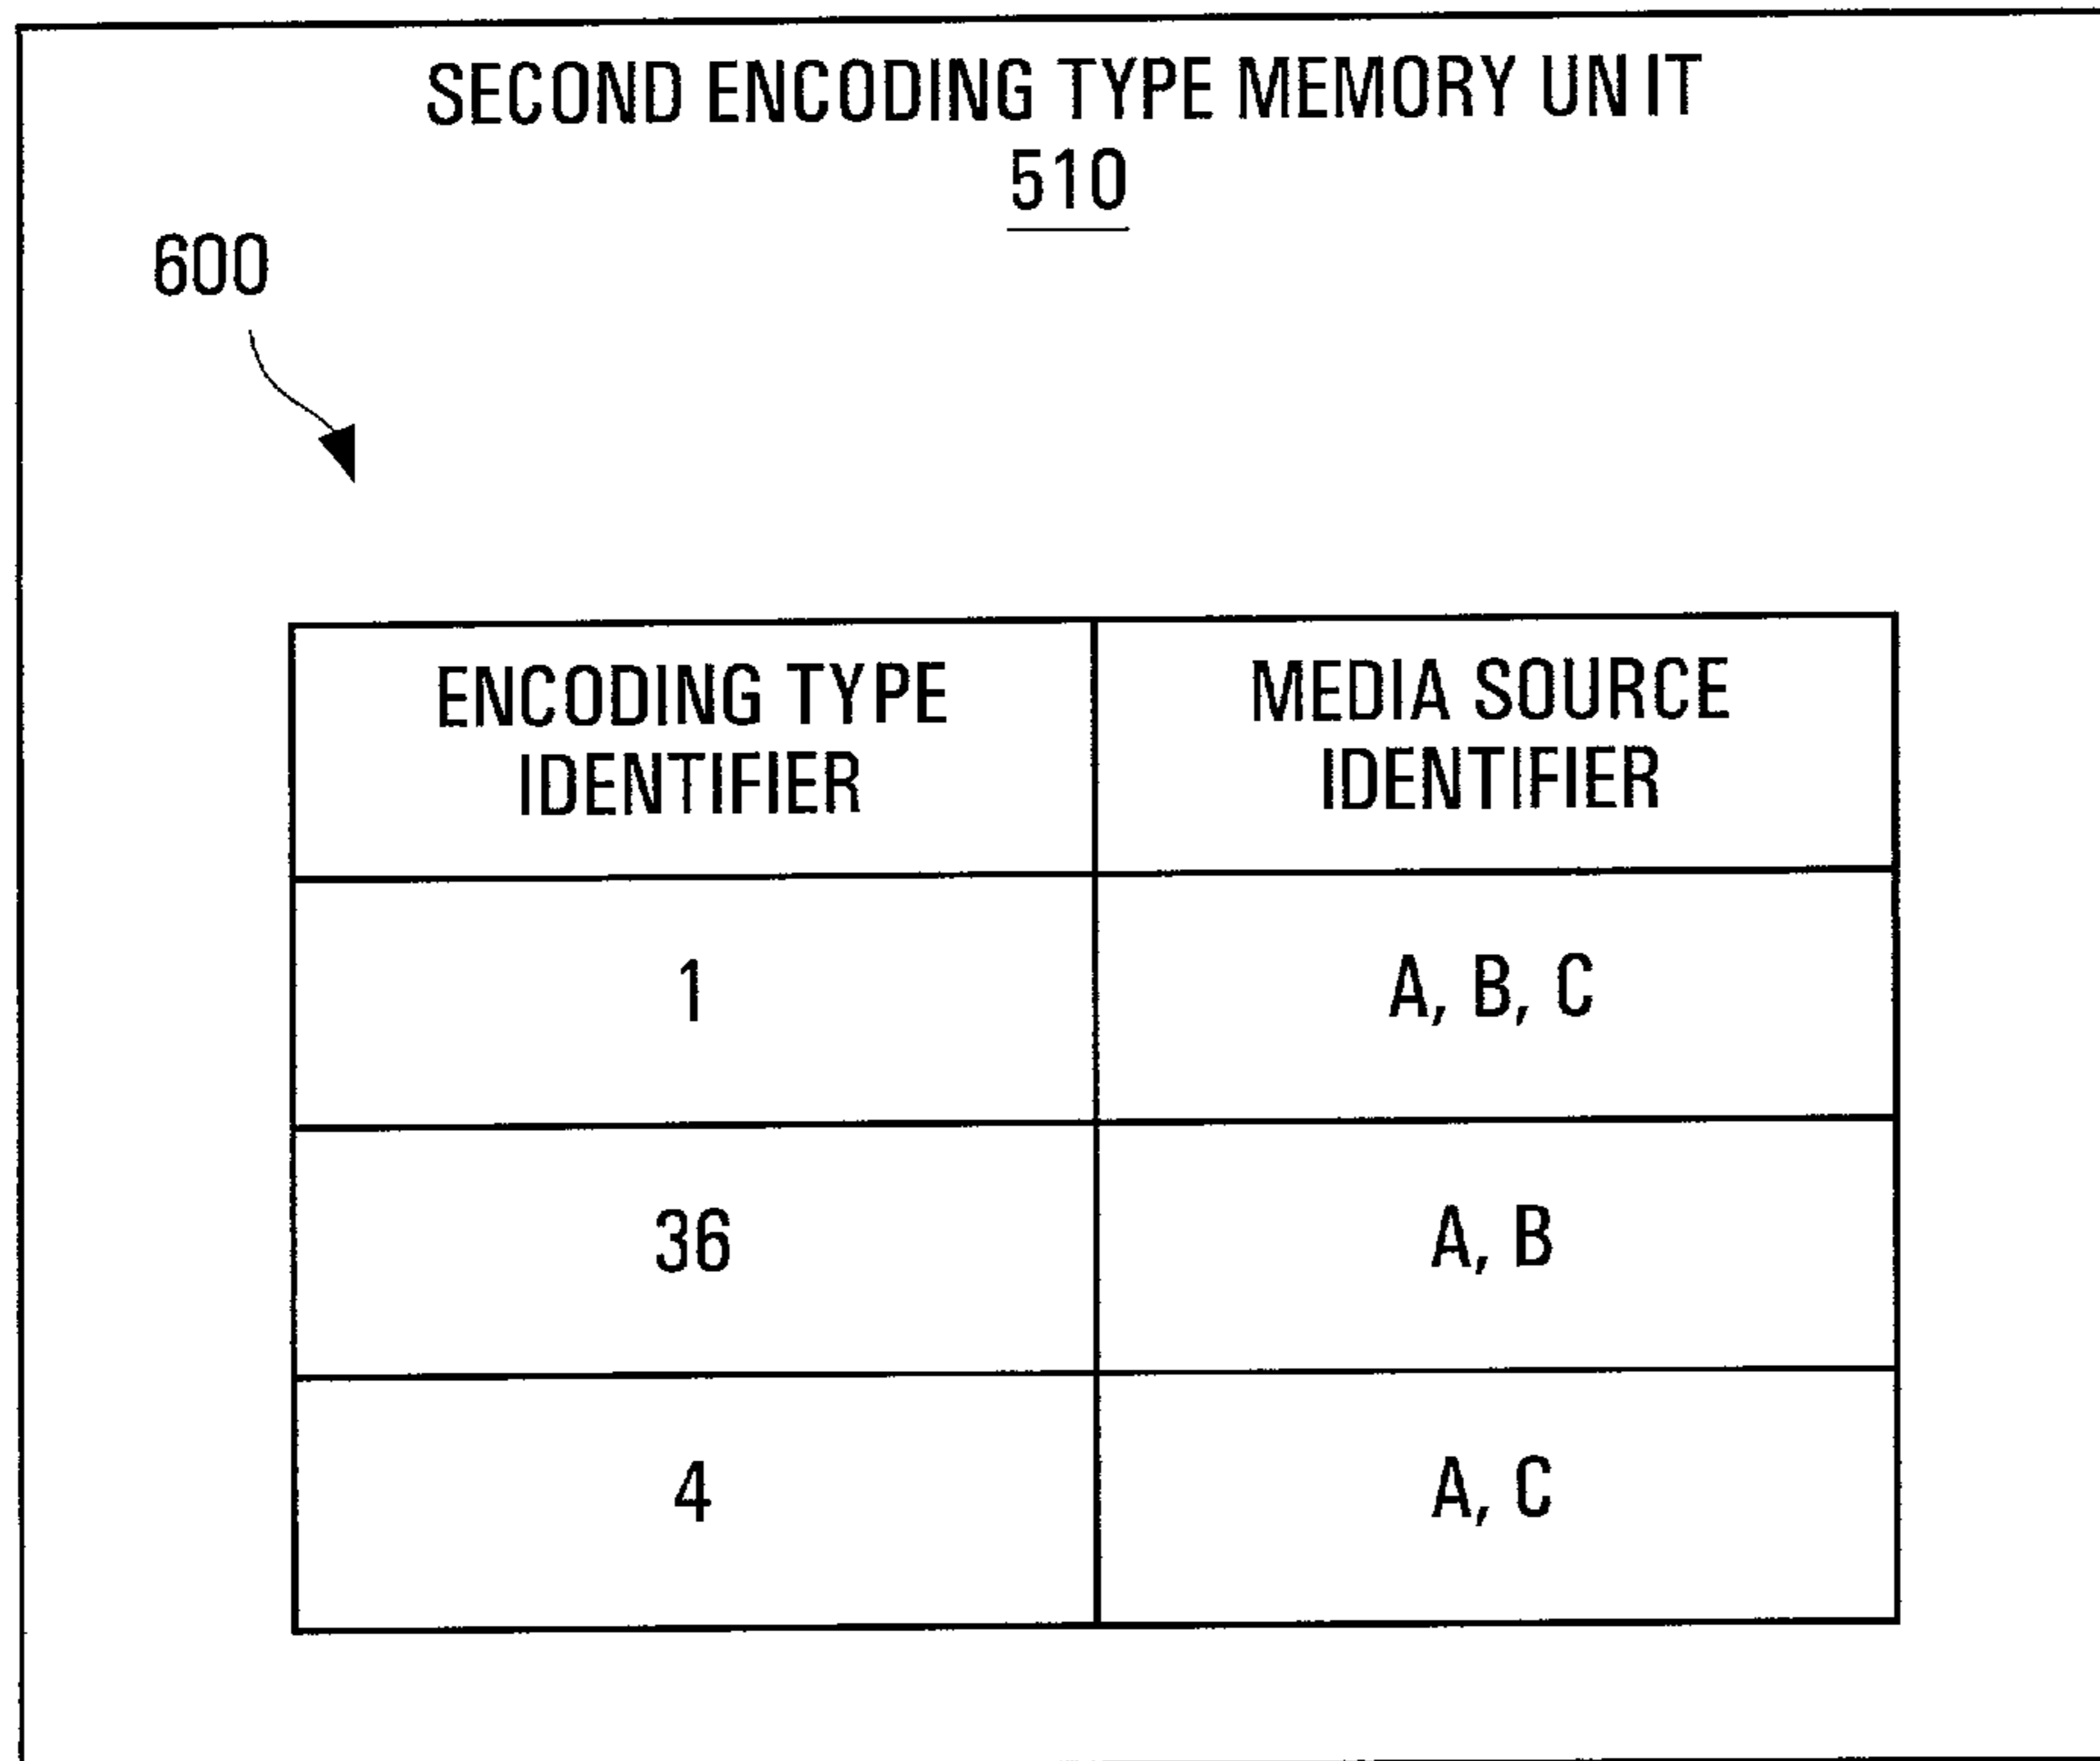 SECOND ENCODING TYPE MEMORY UNIT
510
600
ENCODING TYPE IDENTIFIER
MEDIA SOURCE IDENTIFIER
1
A, B, C
36
A, B
4
A, C